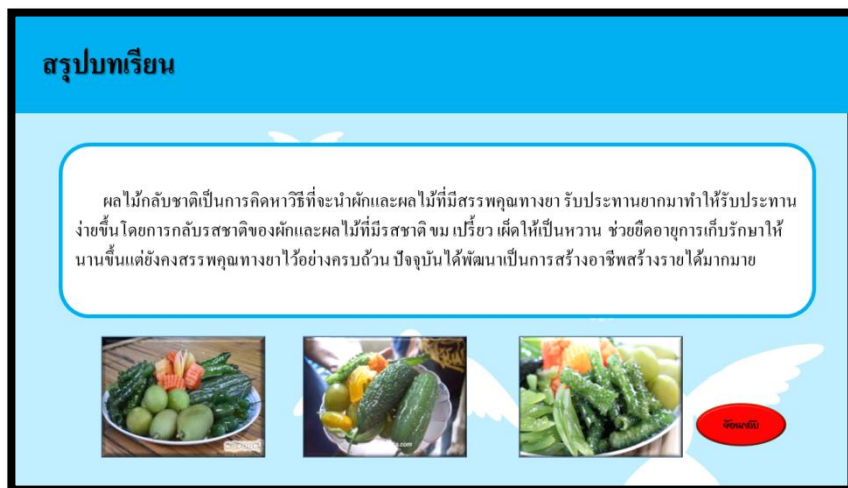 สรุปบทเรียน
ผลไม้กลับชาติเป็นการคิดหาวิธีที่จะนำผักและผลไม้ที่มีสรรพคุณทางยา รับประทานยากมาทำให้รับประทาน
ง่ายขึ้นโดยการกลับรสชาติของผักและผลไม้ที่มีรสชาติ ขม เปรี้ยว เผ็ดให้เป็นหวาน ช่วยยืดอายุการเก็บรักษาให้
นานขึ้นแต่ยังคงสรรพคุณทางยาไว้อย่างครบถ้วน ปัจจุบันได้พัฒนาเป็นการสร้างอาชีพสร้างรายได้มากมาย